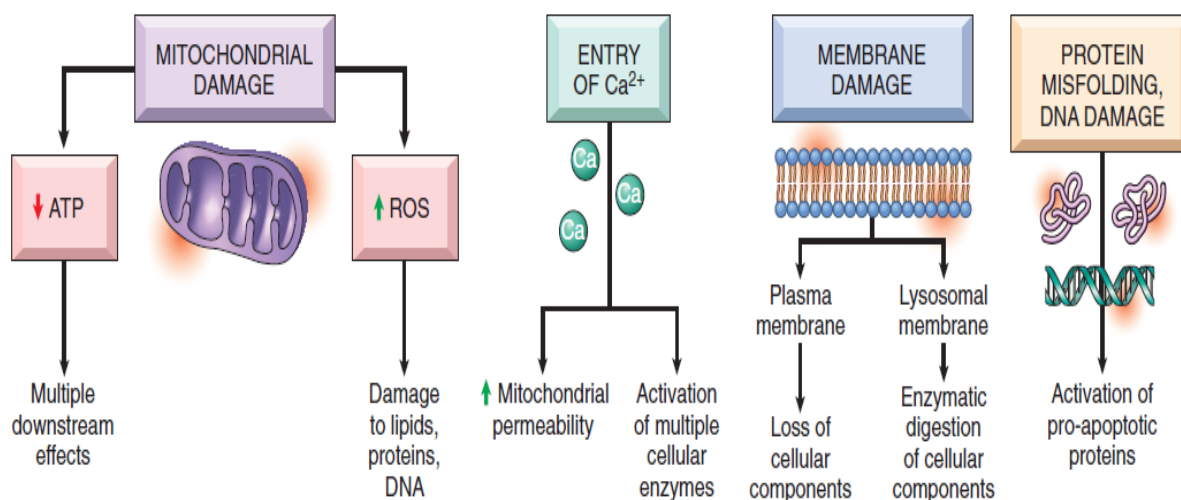 MITOCHONDRIAL
DAMAGE
ATP
ROS
Multiple
downstream
effects
Damage
to lipids,
proteins,
DNA
ENTRY
OF Ca²⁺
Ca
Ca
Ca
Mitochondrial
permeability
Activation
of multiple
cellular
enzymes
MEMBRANE
DAMAGE
Plasma
membrane
Loss of
cellular
components
Lysosomal
membrane
Enzymatic
digestion
of cellular
components
PROTEIN
MISFOLDING,
DNA DAMAGE
Activation of
pro-apoptotic
proteins